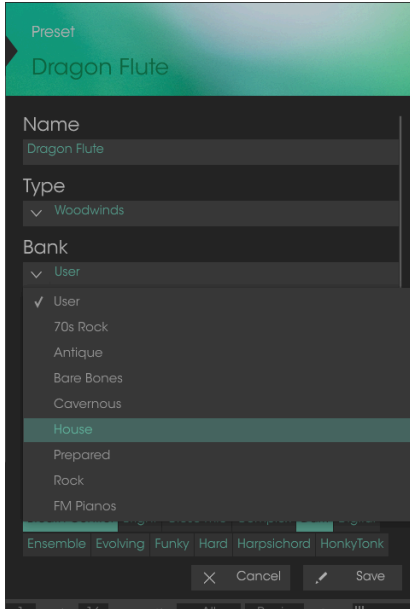 Preset
Dragon Flute
Name
Dragon Flute
Type
Woodwinds
Bank
User
✓ User
70s Rock
Antique
Bare Bones
Cavernous
House
Prepared
Rock
FM Pianos
Ensemble Evolving Funky Hard Harpsichord HonkyTonk
Cancel Save